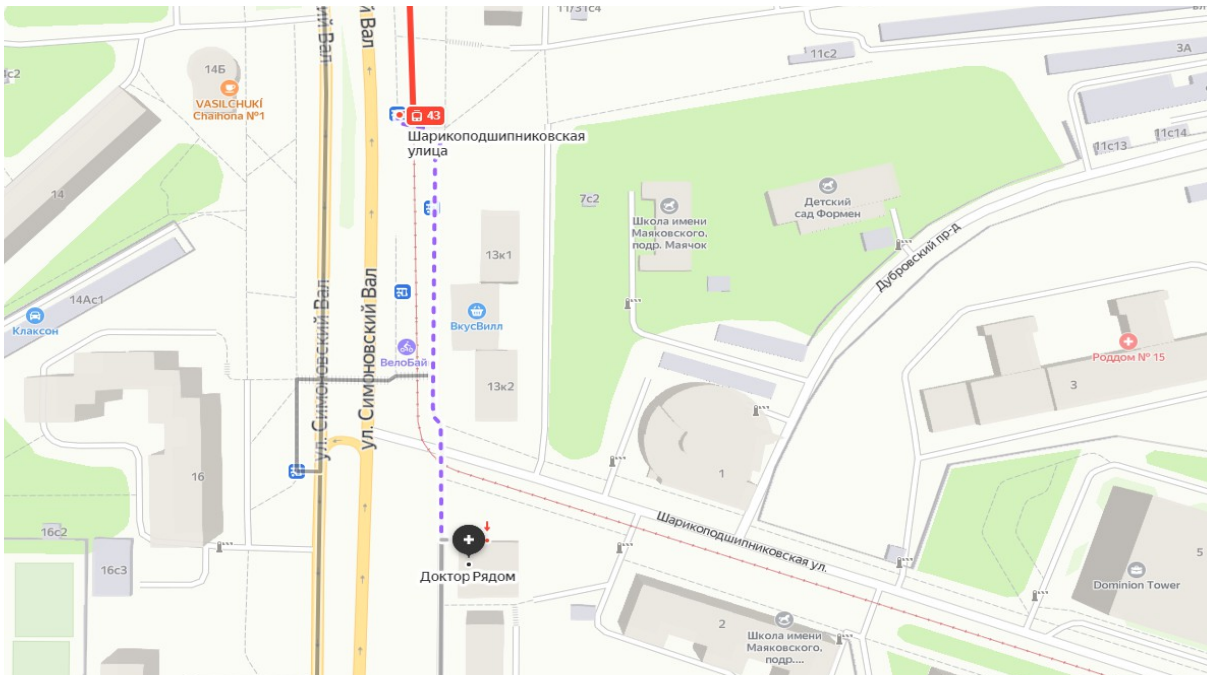 11/31с4
14Б
VASILCHUKÍ
Chaihona №1
ул. Симоновский Вал
ул. Симоновский Вал
43
Шарикоподшипниковская
улица
11с2
3А
11с13
11с14
14
7с2
Школа имени
Маяковского,
подр. Маячок
Детский
сад Формен
Дубровский пр-д
13к1
14Ас1
Клаксон
ВкусВилл
ВелоБай
13к2
Роддом № 15
3
16
1
Шарикоподшипниковская ул.
16с2
16с3
Доктор Рядом
5
Dominion Tower
2
Школа имени
Маяковского,
подр....